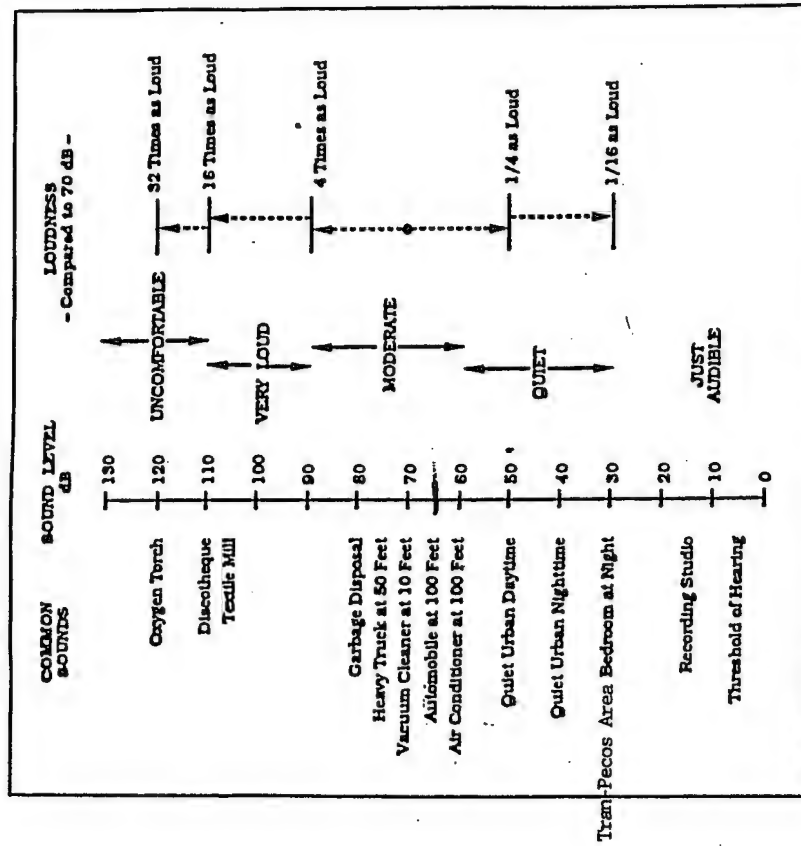 COMMON
SOUNDS
SOUND LEVEL
dB
LOUDNESS
- Compared to 70 dB -
130
UNCOMFORTABLE
Oxygen Torch
120
32 Times as Loud
Discotheque
110
16 Times as Loud
Textile Mill
100
VERY LOUD
90
4 Times as Loud
Garbage Disposal
80
Heavy Truck at 50 Feet
MODERATE
Vacuum Cleaner at 10 Feet
70
Automobile at 100 Feet
Air Conditioner at 100 Feet
60
Quiet Urban Daytime
50
1/4 as Loud
QUIET
Quiet Urban Nighttime
40
Tran-Pecos Area Bedroom at Night
30
1/16 as Loud
20
Recording Studio
JUST
AUDIBLE
10
Threshold of Hearing
0